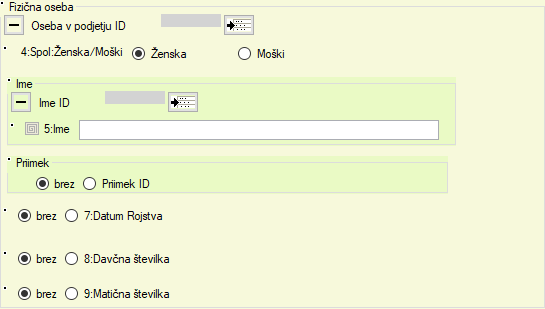 Fizična oseba
Oseba v podjetju ID
4:Spol:Ženska/Moški Ženska Moški
Ime
Ime ID
5:Ime
Priimek
brez Priimek ID
brez 7:Datum Rojstva
brez 8:Davčna številka
brez 9:Matična številka